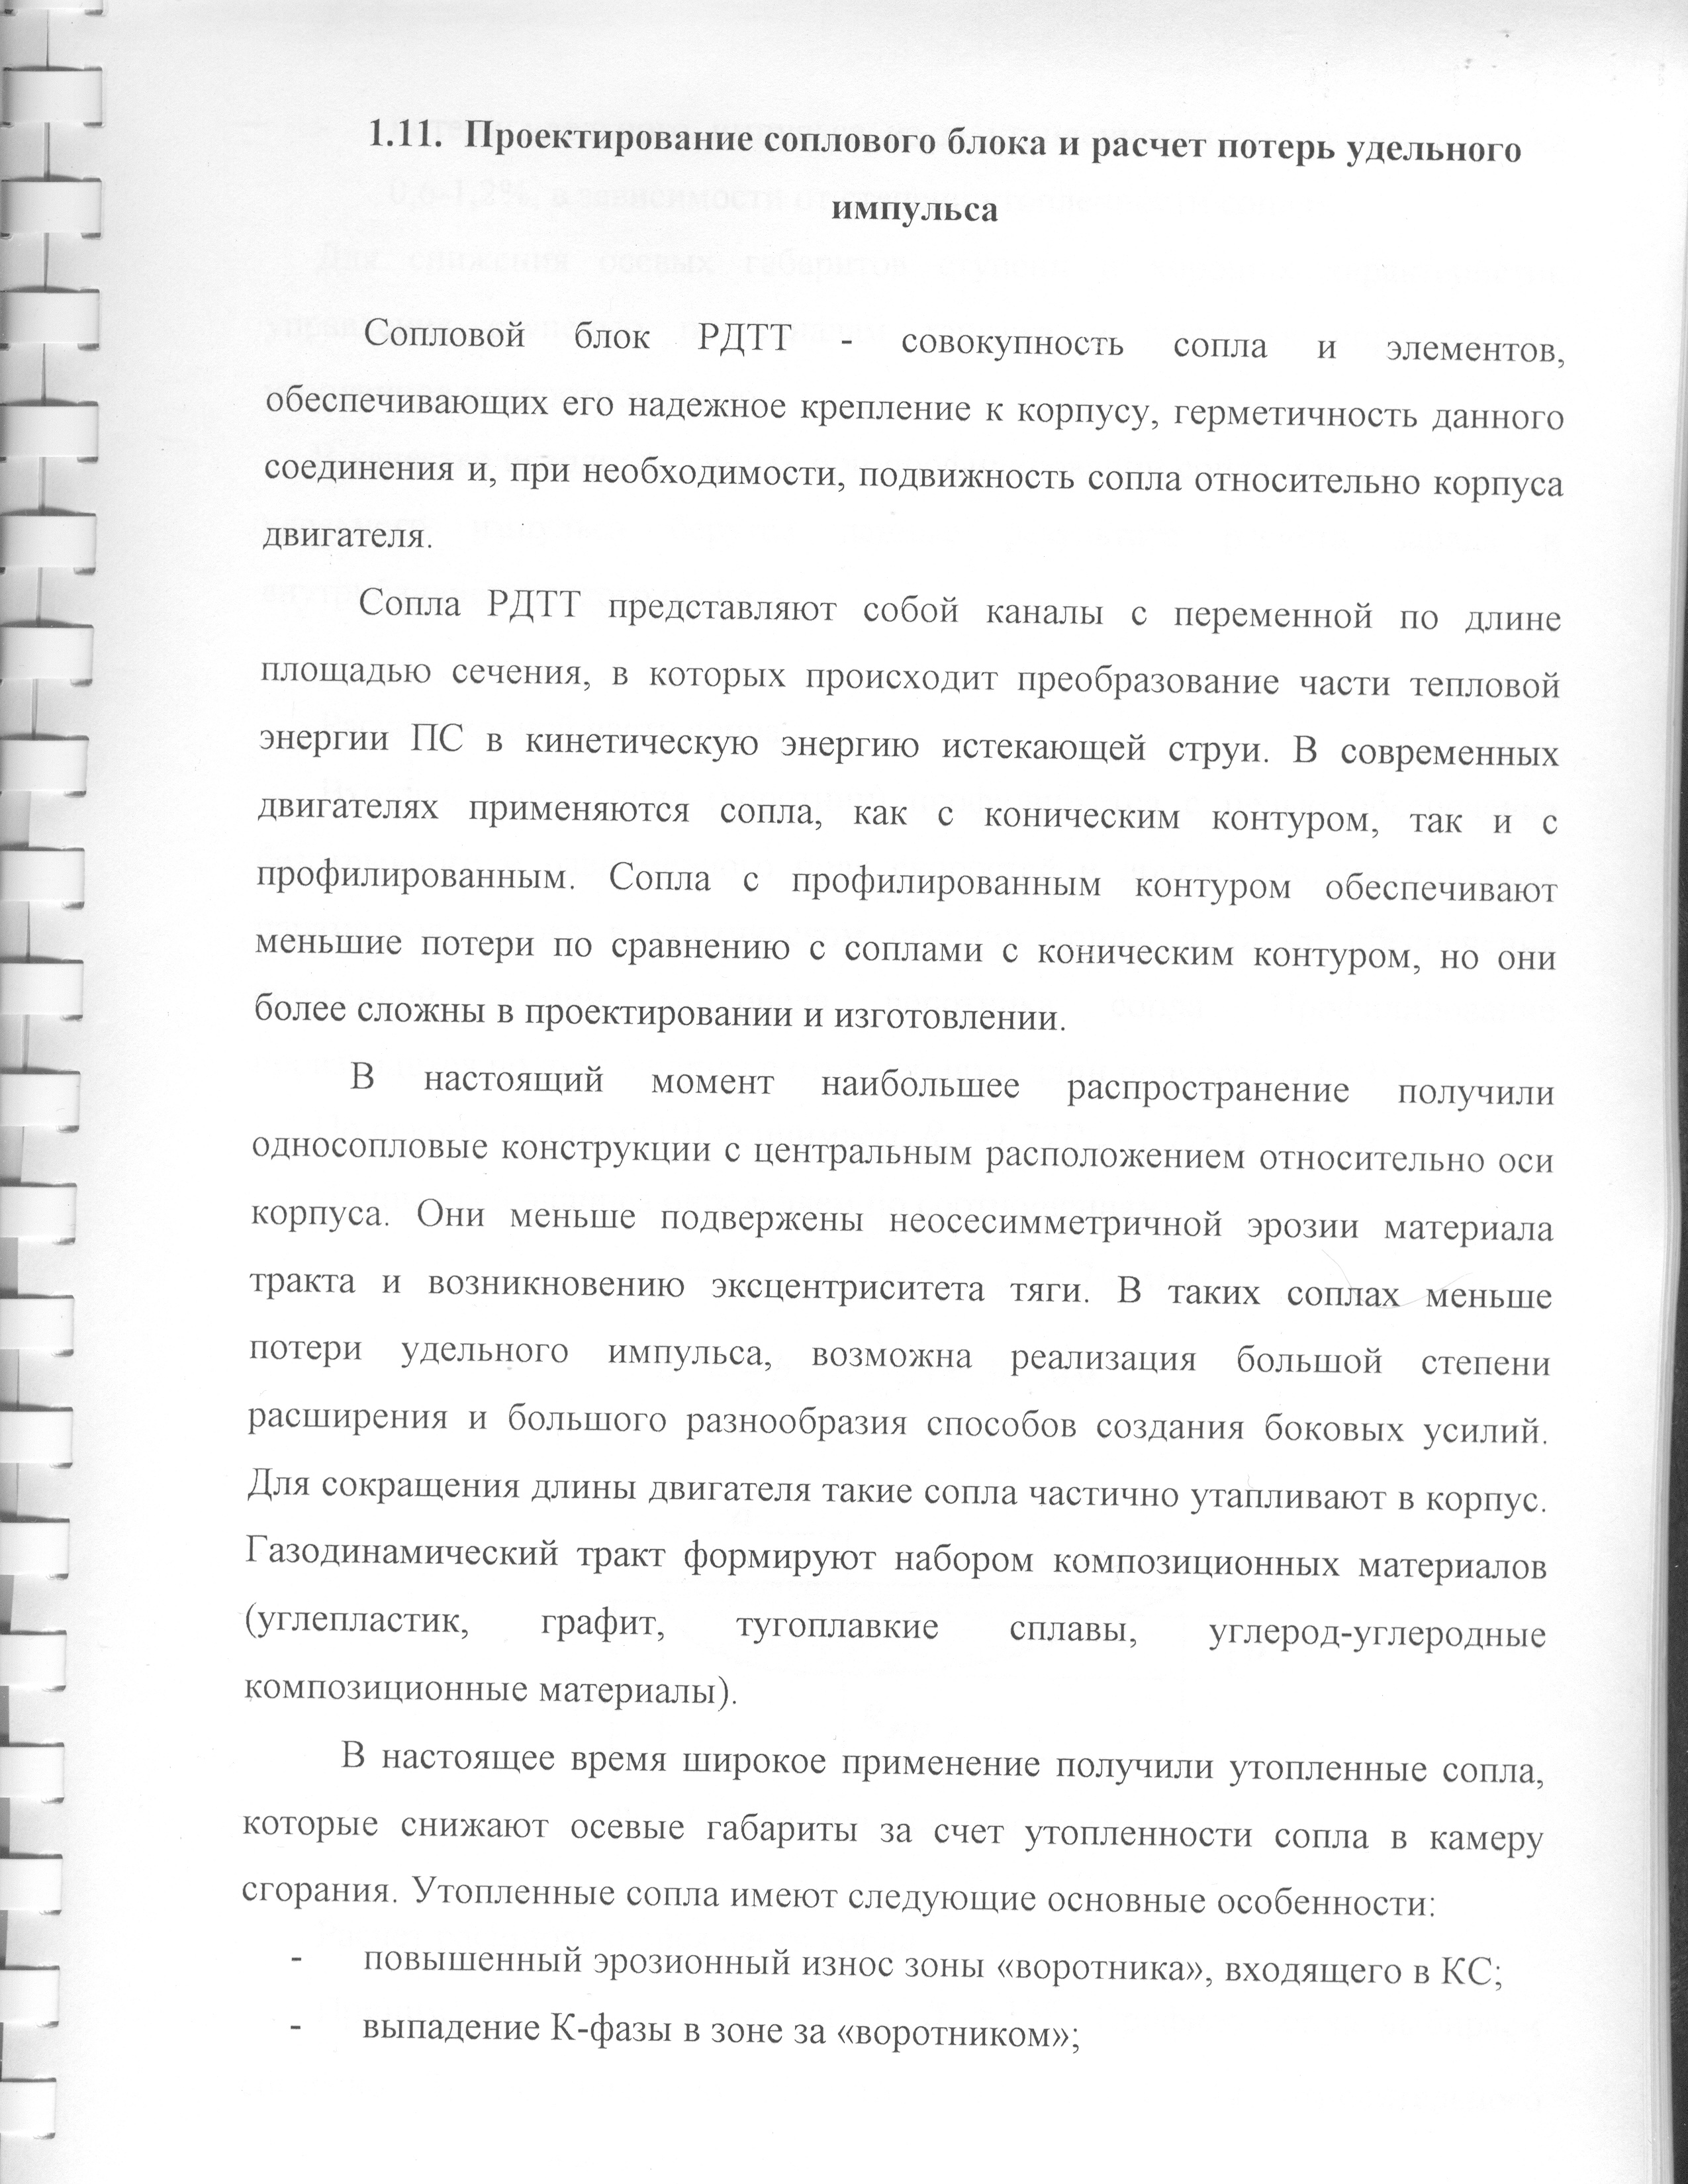 1.11. Проектирование соплового блока и расчет потерь удельного
импульса
Сопловой блок РДТТ - совокупность сопла и элементов,
обеспечивающих его надежное крепление к корпусу, герметичность данного
соединения и, при необходимости, подвижность сопла относительно корпуса
двигателя.
Сопла РДТТ представляют собой каналы с переменной по длине
площадью сечения, в которых происходит преобразование части тепловой
энергии ПС в кинетическую энергию истекающей струи. В современных
двигателях применяются сопла, как с коническим контуром, так и с
профилированным. Сопла с профилированным контуром обеспечивают
меньшие потери по сравнению с соплами с коническим контуром, но они
более сложны в проектировании и изготовлении.
В настоящий момент наибольшее распространение получили
односопловые конструкции с центральным расположением относительно оси
корпуса. Они меньше подвержены неосесимметричной эрозии материала
тракта и возникновению эксцентриситета тяги. В таких соплах меньше
потери удельного импульса, возможна реализация большой степени
расширения и большого разнообразия способов создания боковых усилий.
Для сокращения длины двигателя такие сопла частично утапливают в корпус.
Газодинамический тракт формируют набором композиционных материалов
(углепластик, графит, тугоплавкие сплавы, углерод-углеродные
композиционные материалы).
В настоящее время широкое применение получили утопленные сопла,
которые снижают осевые габариты за счет утопленности сопла в камеру
сгорания. Утопленные сопла имеют следующие основные особенности:
- повышенный эрозионный износ зоны «воротника», входящего в КС;
- выпадение К-фазы в зоне за «воротником»;